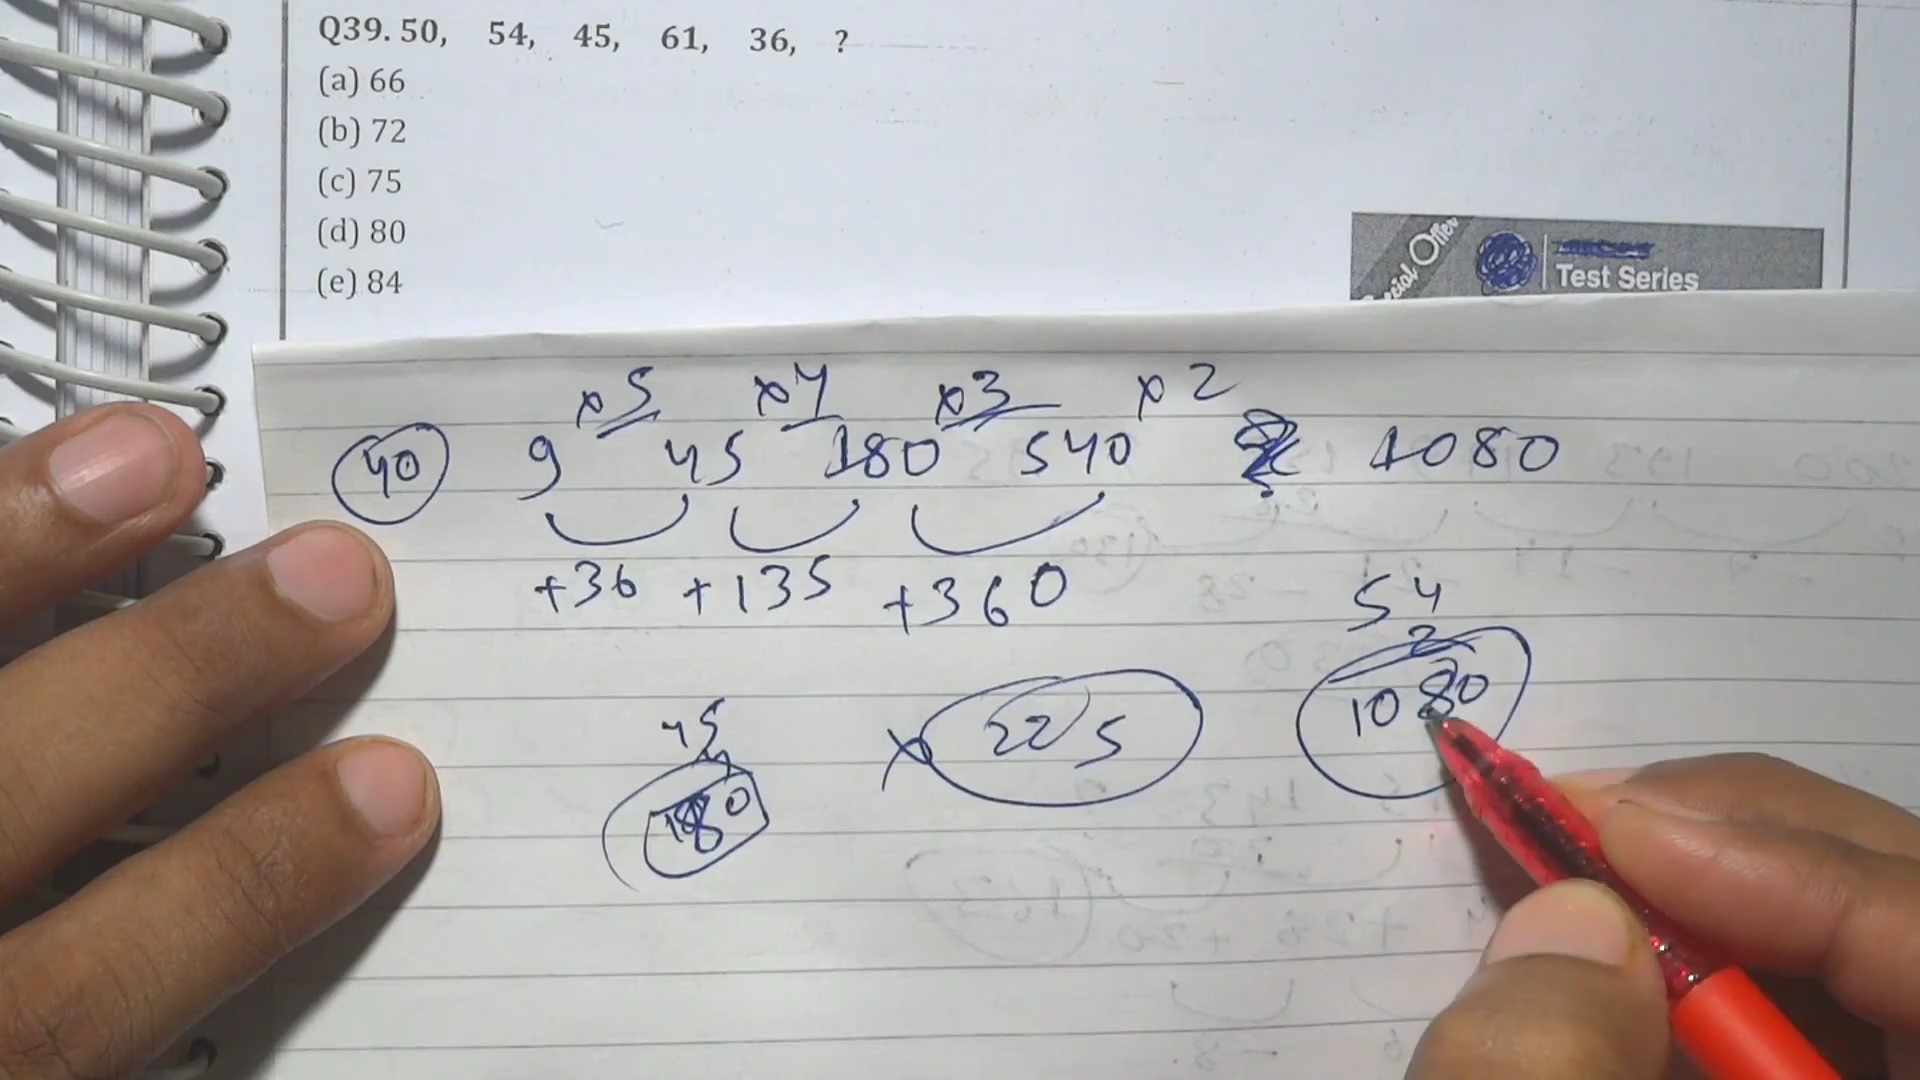 Q39. 50, 54, 45, 61, 36, ?
(a) 66
(b) 72
(c) 75
(d) 80
(e) 84
Special Offer
Test Series
×5 ×4 ×3 ×2
40 9 45 180 540 1080
+36 +135 +360
54
2
1080
45
4
180
× 225